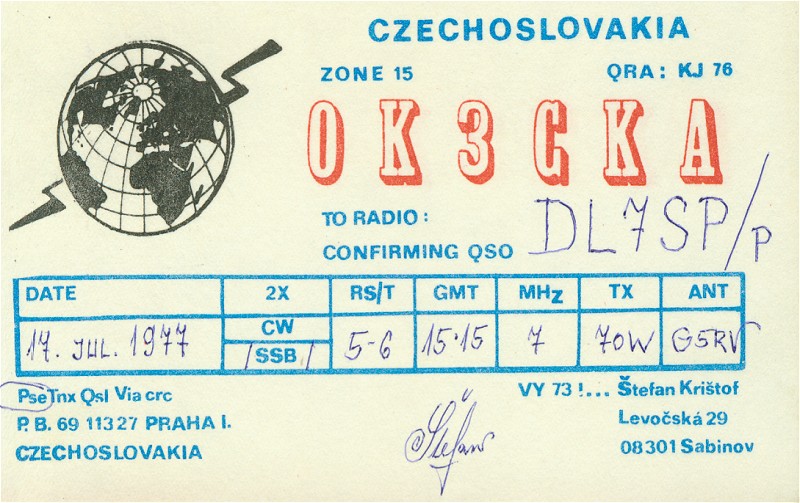 CZECHOSLOVAKIA
ZONE 15 QRA: KJ 76
OK3CKA
TO RADIO:
CONFIRMING QSO DL7SP/P
DATE 2X RS/T GMT MHz TX ANT
17. JUL. 1977 CW 5-6 15·15 7 70W G5RV
SSB
PseTnx Qsl Via crc VY 73 !... Štefan Krištof
P. B. 69 113 27 PRAHA I. Levočská 29
CZECHOSLOVAKIA Štefan 083 01 Sabinov